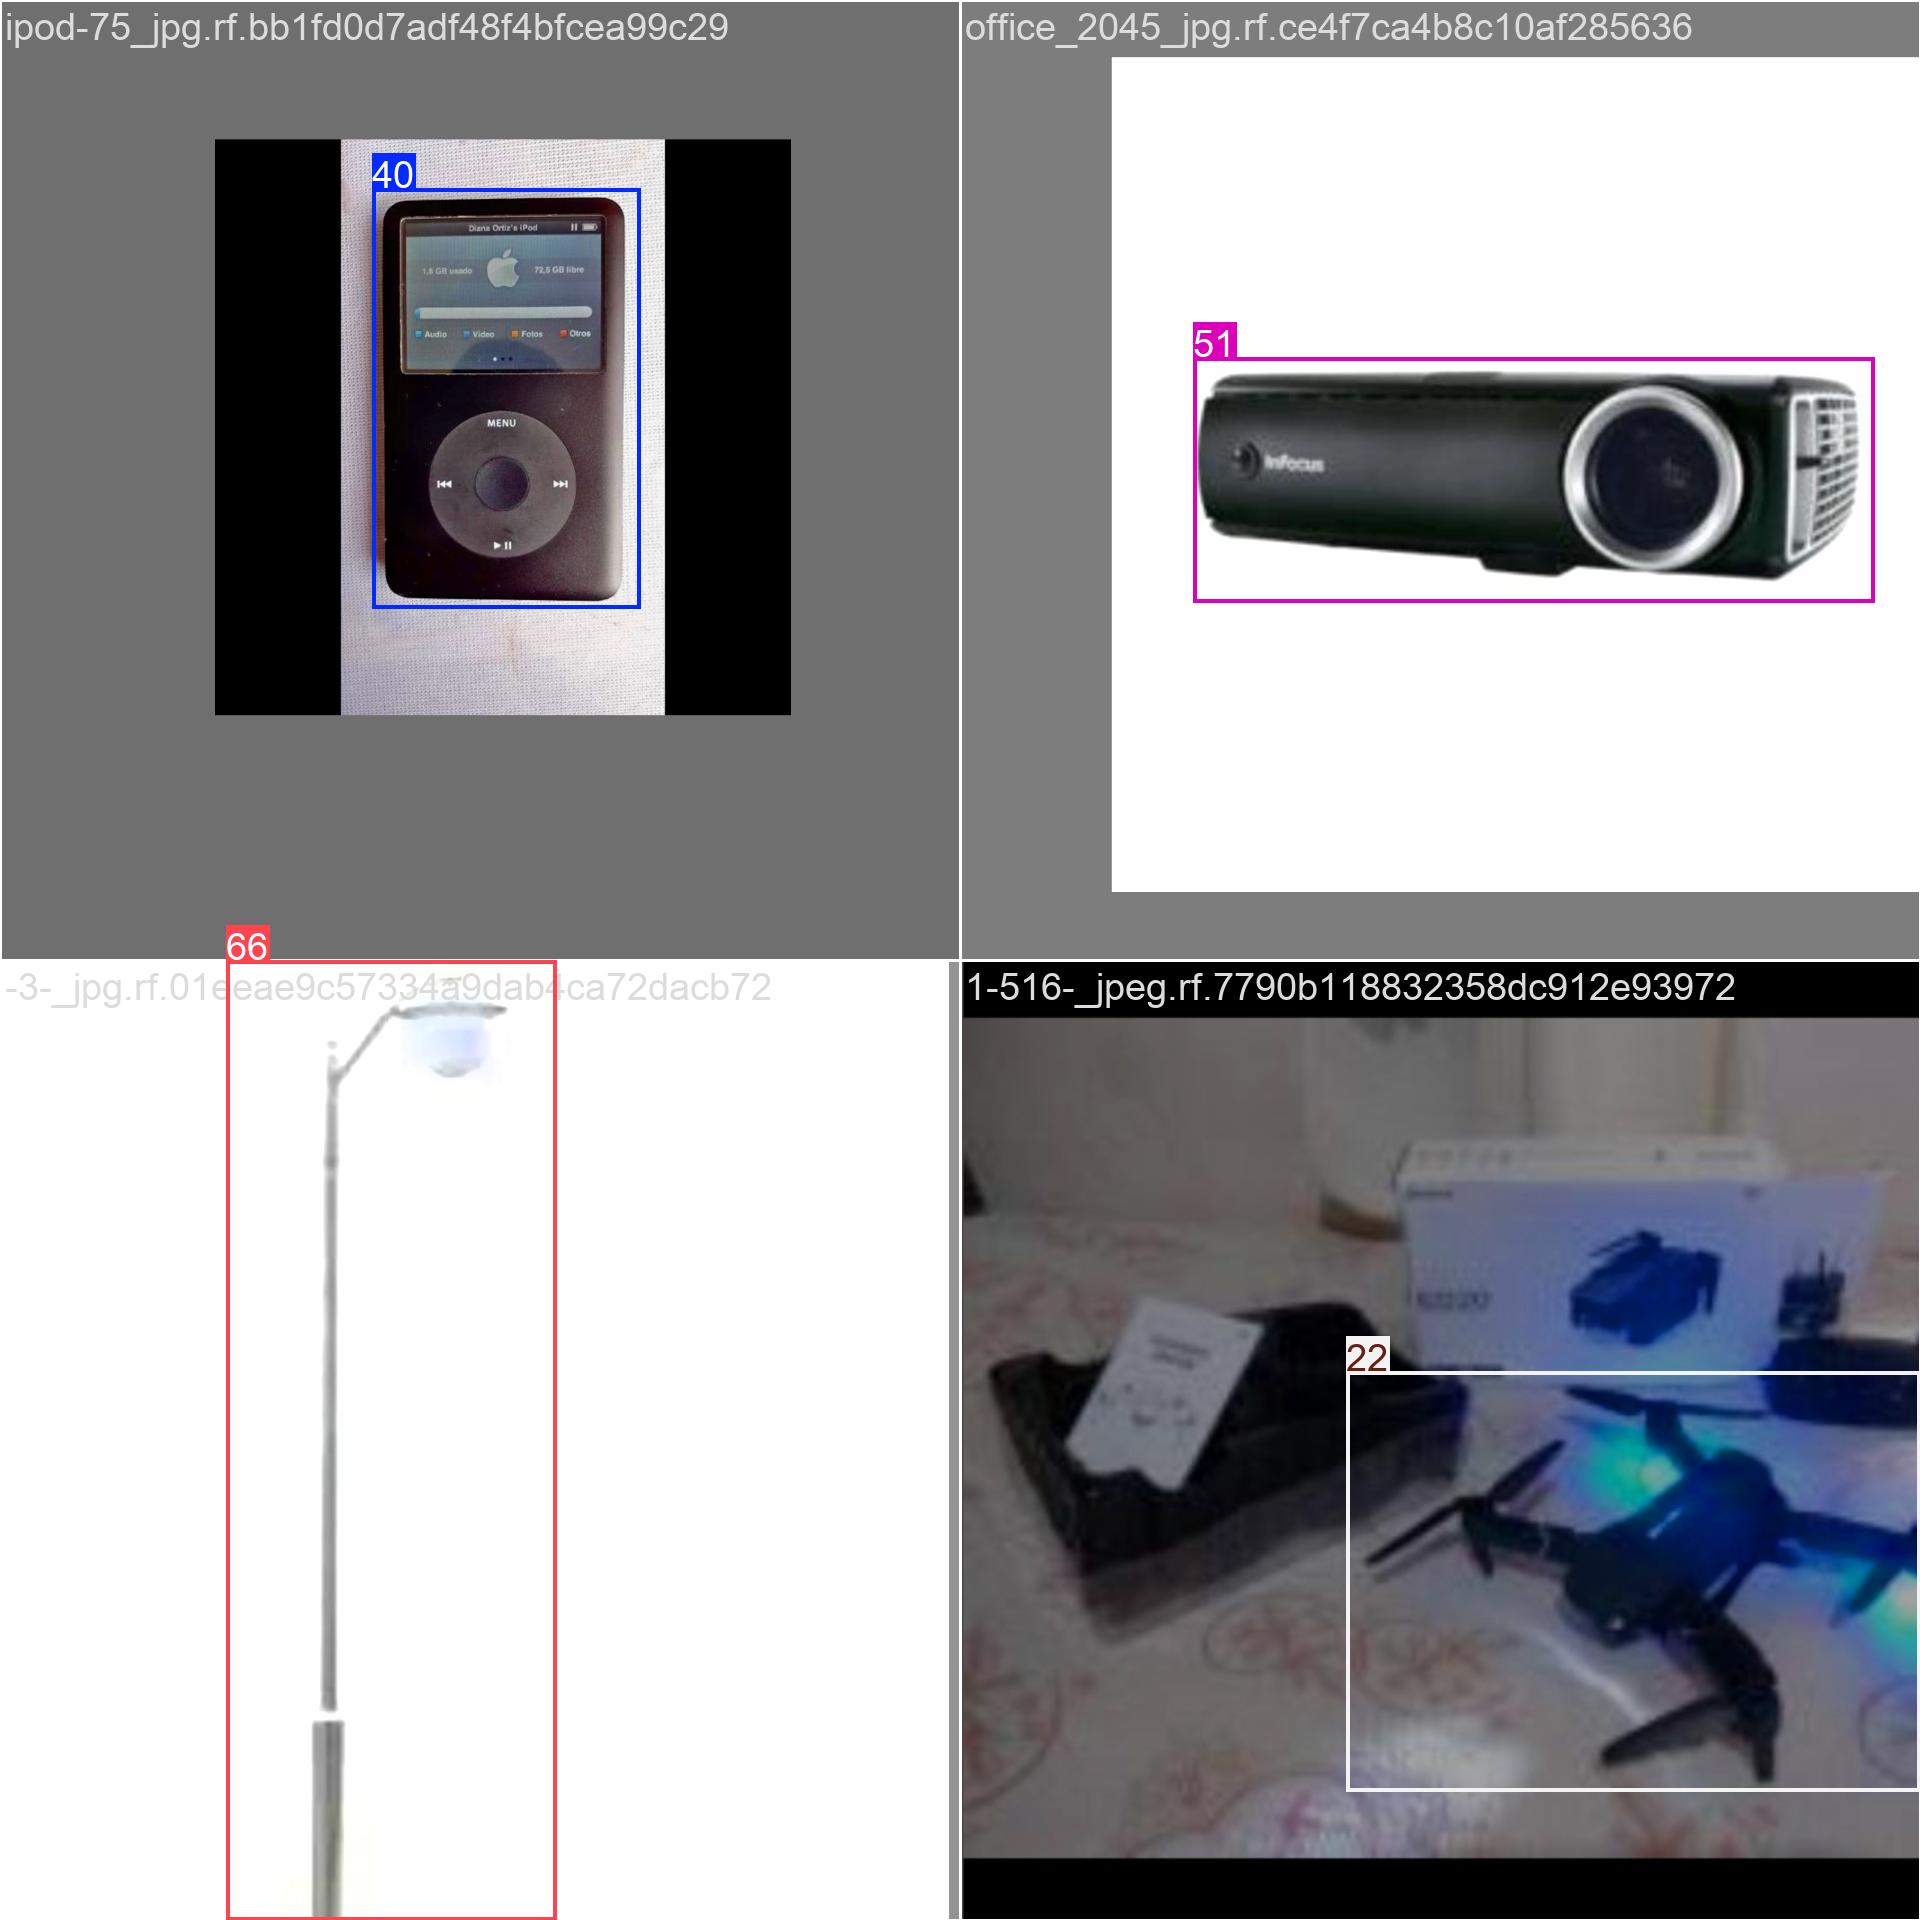 ipod-75_jpg.rf.bb1fd0d7adf48f4bfcea99c29
40
Diana Ortiz's iPod
1,8 GB usado
72,5 GB libre
Audio
Video
Fotos
Otros
MENU
office_2045_jpg.rf.ce4f7ca4b8c10af285636
51
InFocus
66
-3-_jpg.rf.01eeae9c57334a9dab4ca72dacb72
1-516-_jpeg.rf.7790b118832358dc912e93972
22